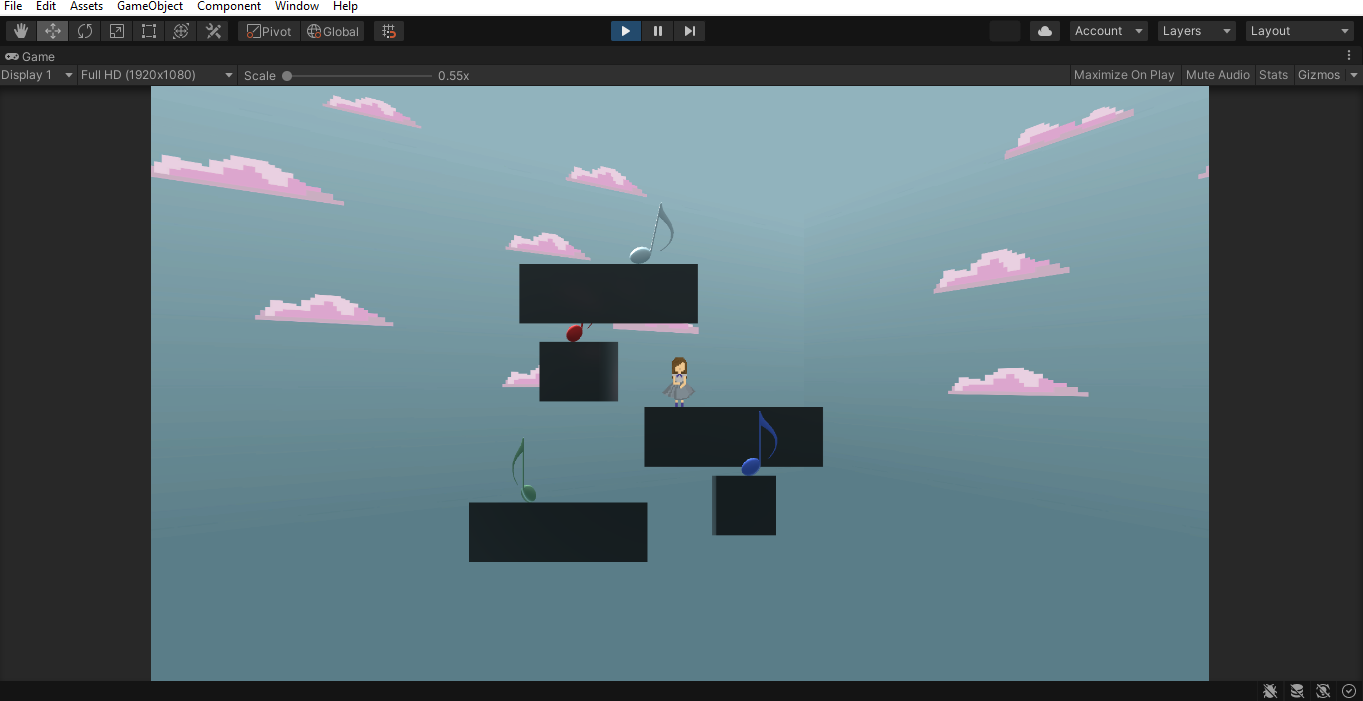 File Edit Assets GameObject Component Window Help
Pivot Global Account Layers Layout
Game
Display 1 Full HD (1920x1080) Scale 0.55x Maximize On Play Mute Audio Stats Gizmos